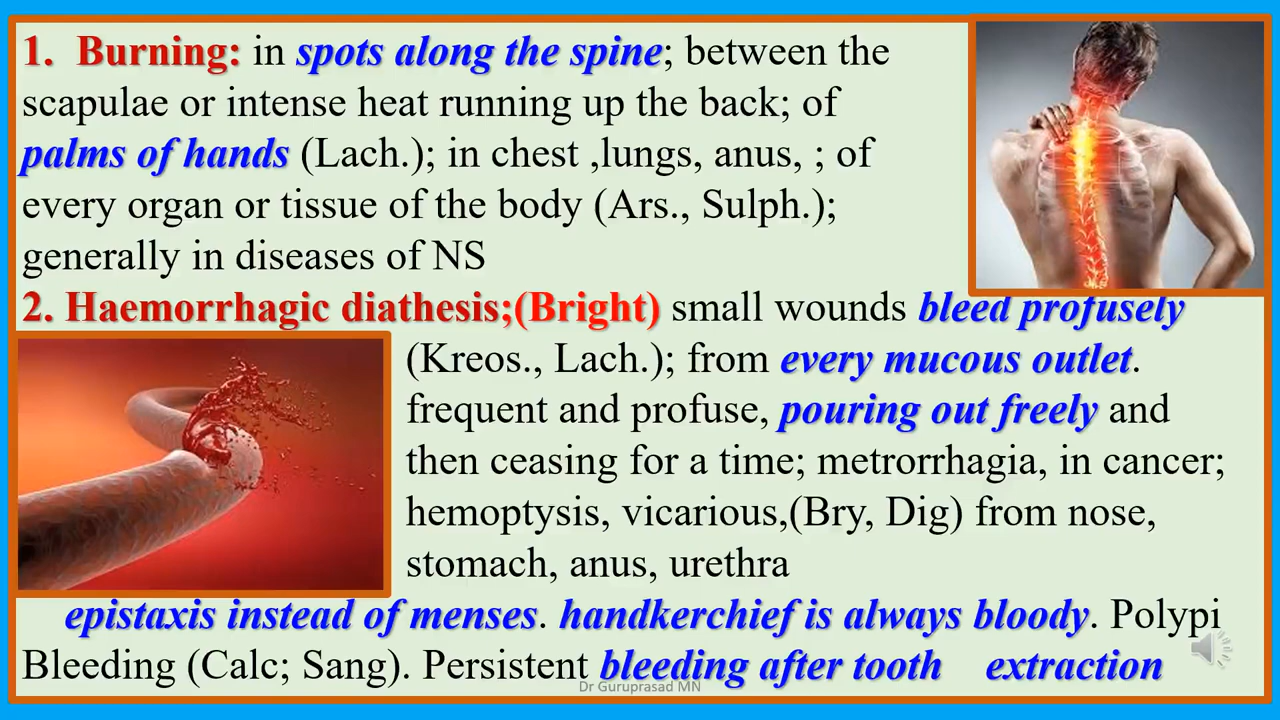 1. Burning: in spots along the spine; between the
scapulae or intense heat running up the back; of
palms of hands (Lach.); in chest ,lungs, anus, ; of
every organ or tissue of the body (Ars., Sulph.);
generally in diseases of NS
2. Haemorrhagic diathesis;(Bright) small wounds bleed profusely
(Kreos., Lach.); from every mucous outlet.
frequent and profuse, pouring out freely and
then ceasing for a time; metrorrhagia, in cancer;
hemoptysis, vicarious,(Bry, Dig) from nose,
stomach, anus, urethra
epistaxis instead of menses. handkerchief is always bloody. Polypi
Bleeding (Calc; Sang). Persistent bleeding after tooth extraction
Dr Guruprasad MN